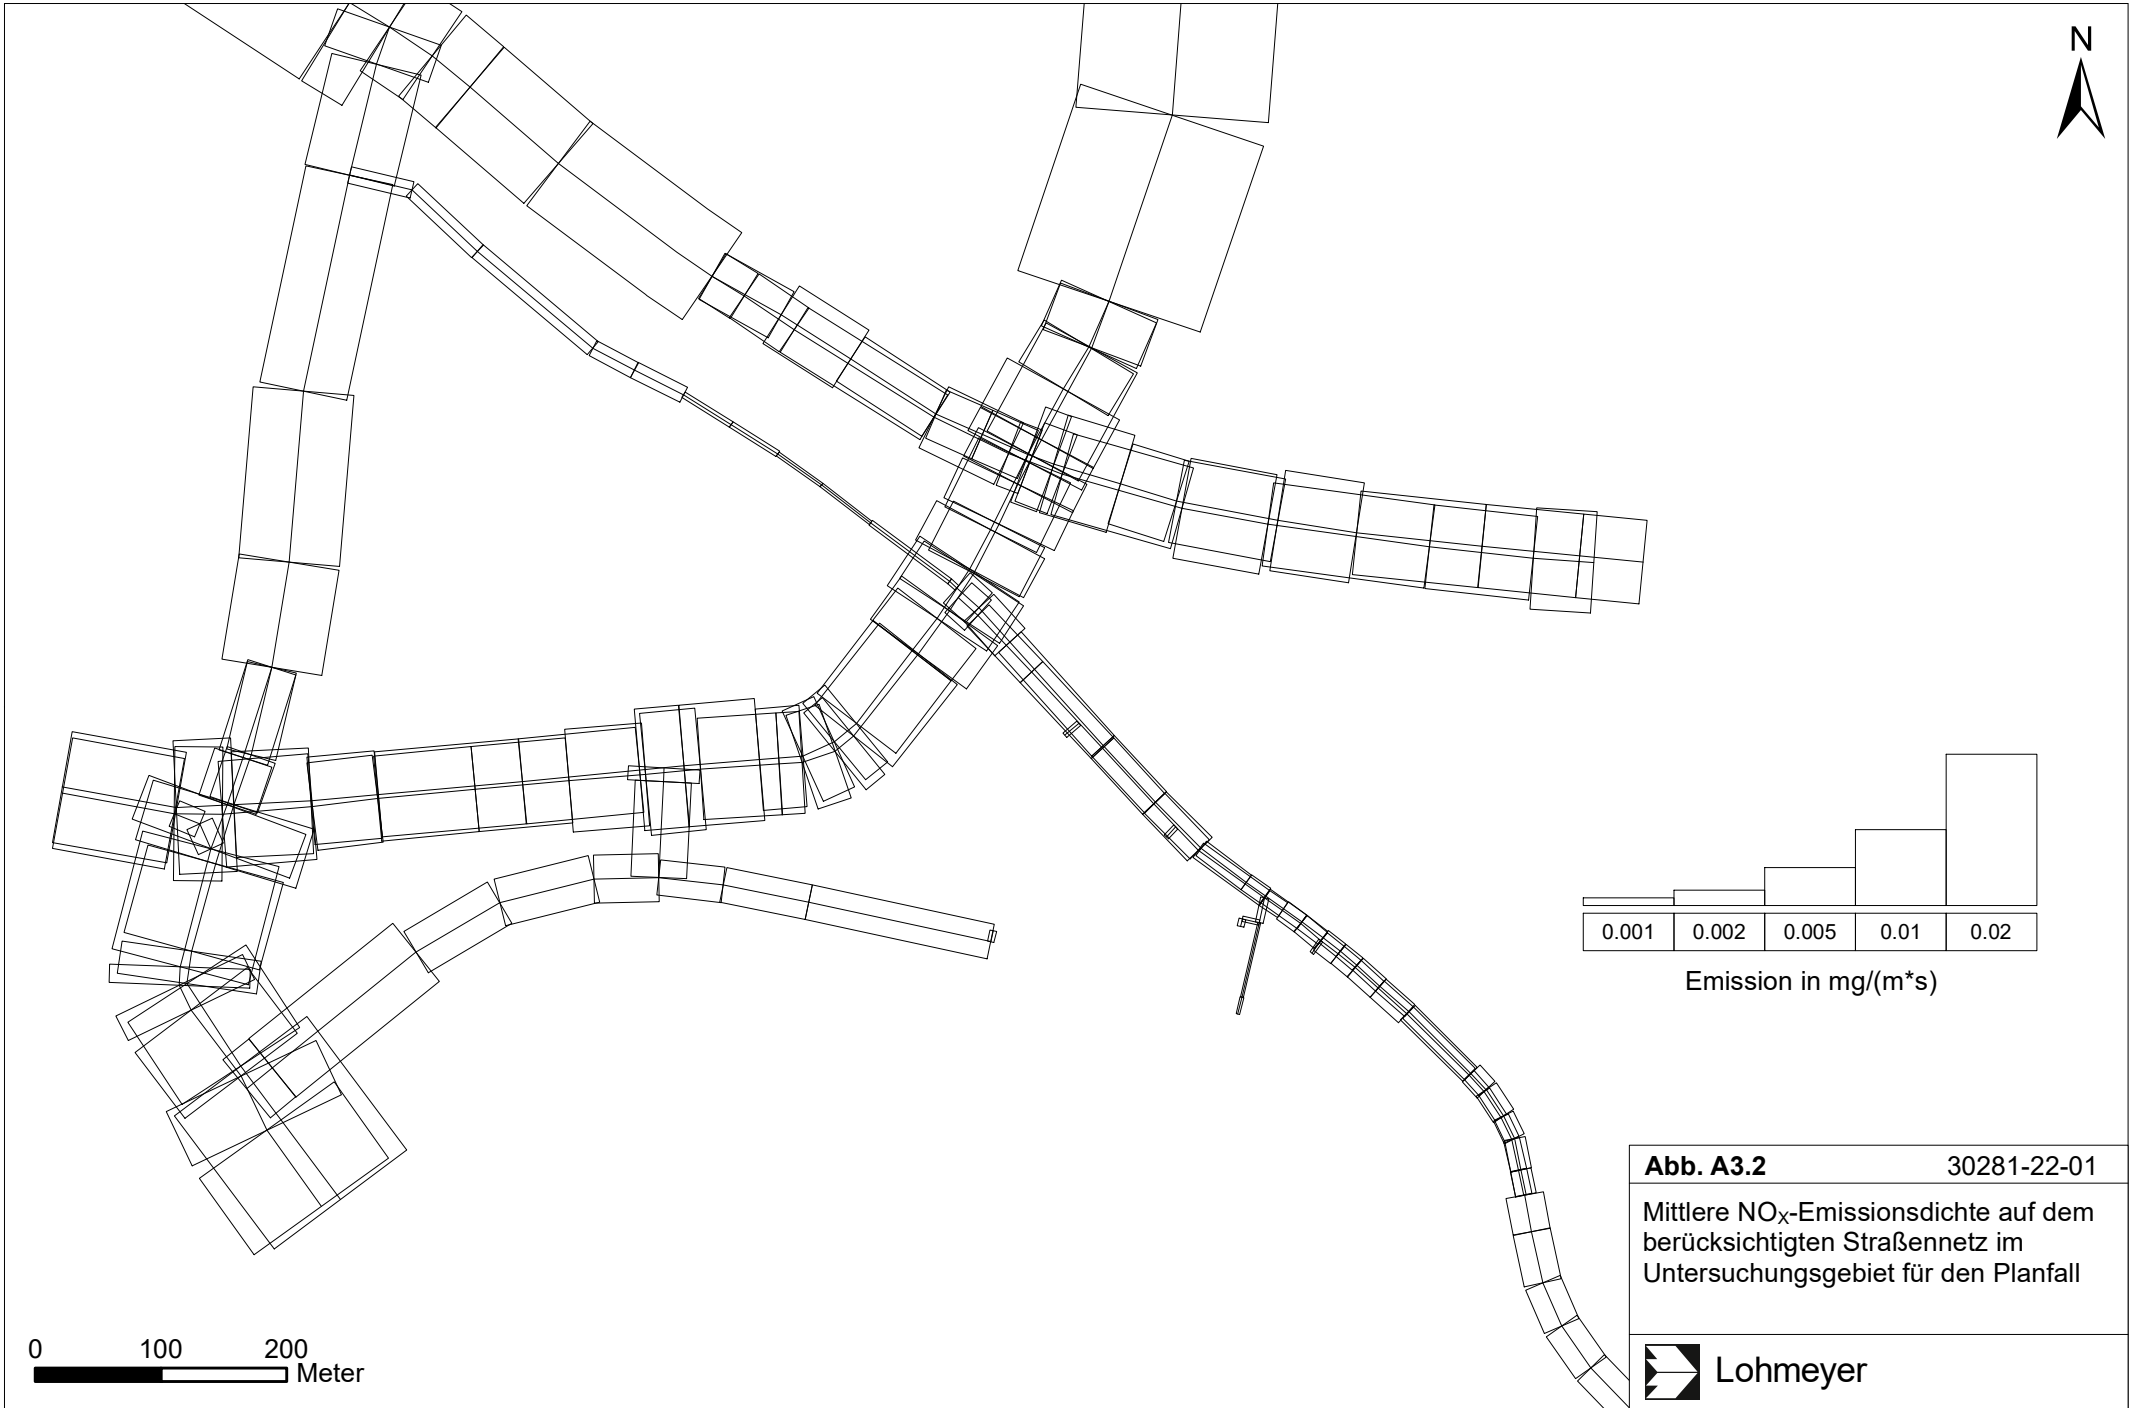 N
0.001 0.002 0.005 0.01 0.02
Emission in mg/(m*s)
Abb. A3.2 30281-22-01
Mittlere NOX-Emissionsdichte auf dem
berücksichtigten Straßennetz im
Untersuchungsgebiet für den Planfall
Lohmeyer
0 100 200
Meter